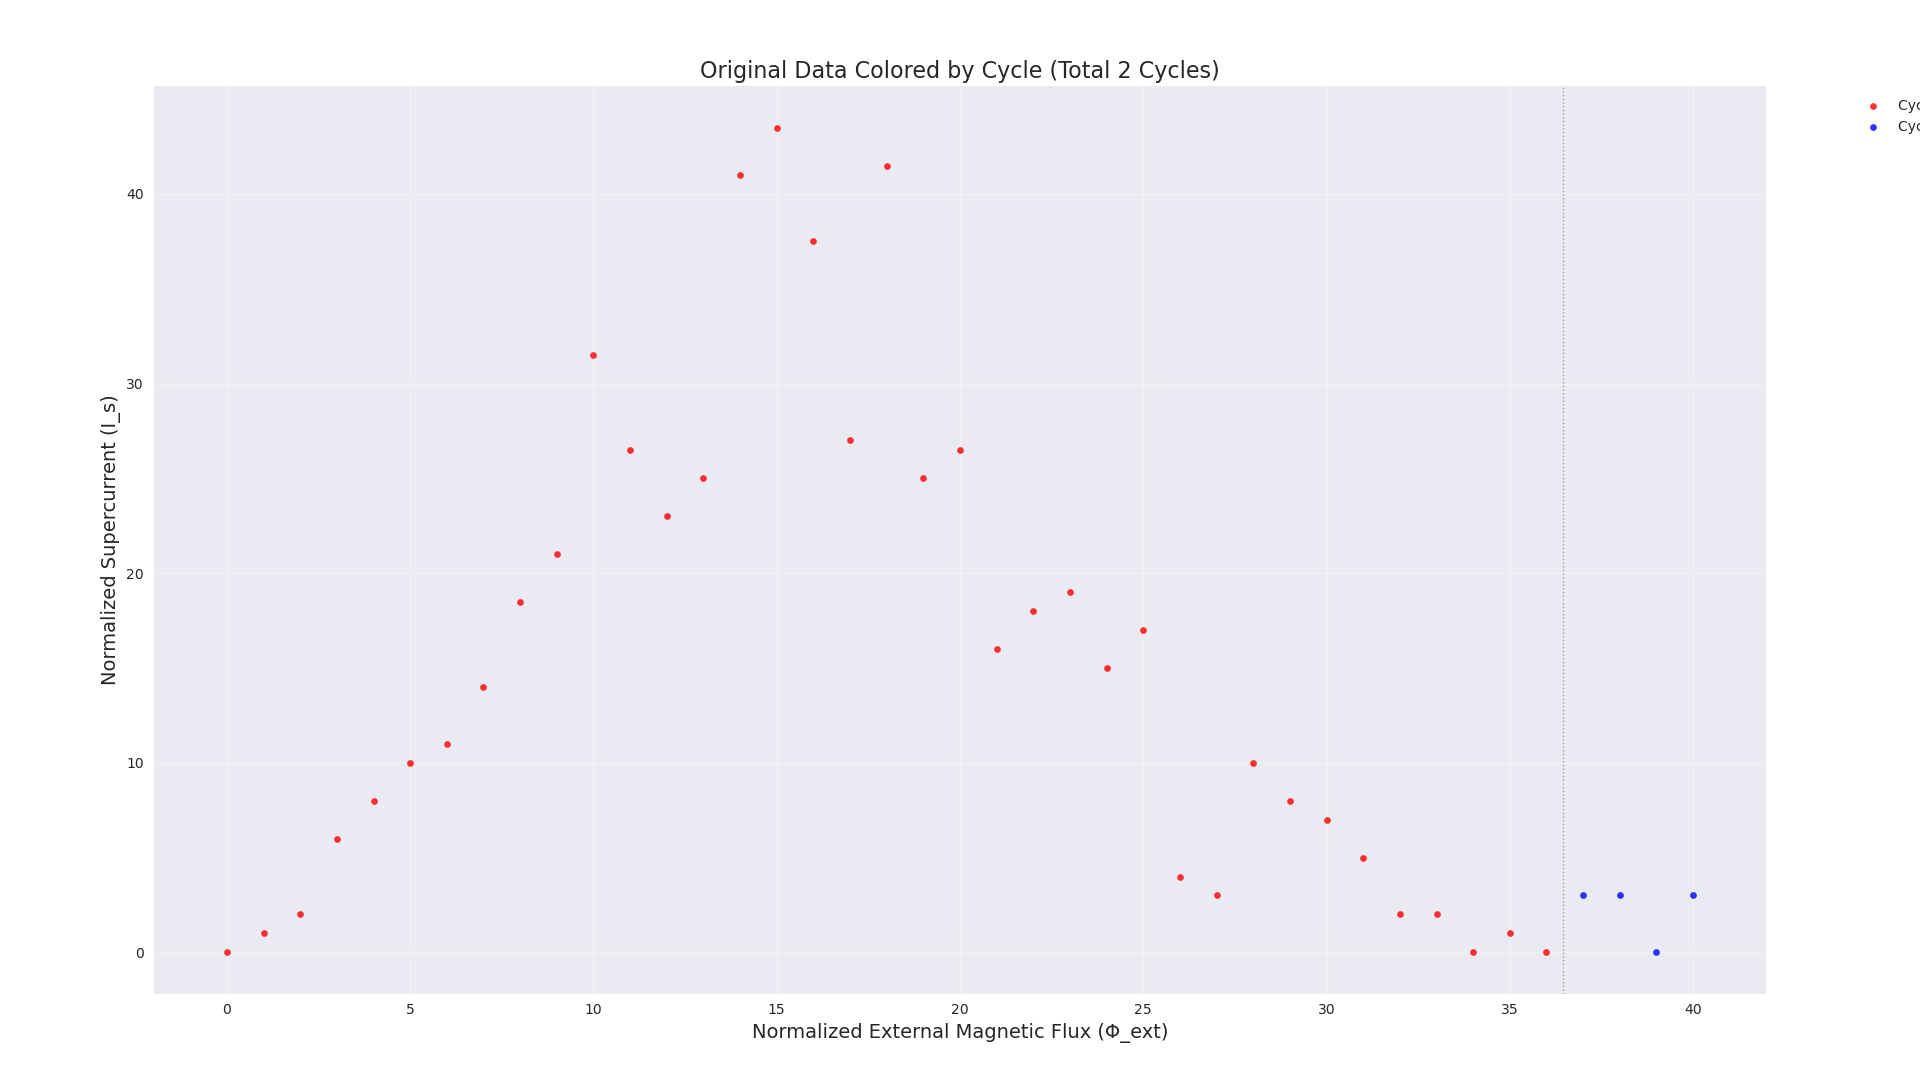 Original Data Colored by Cycle (Total 2 Cycles)
Cyc
Cyc
Normalized Supercurrent (I_s)
40
30
20
10
0
0 5 10 15 20 25 30 35 40
Normalized External Magnetic Flux (Φ_ext)